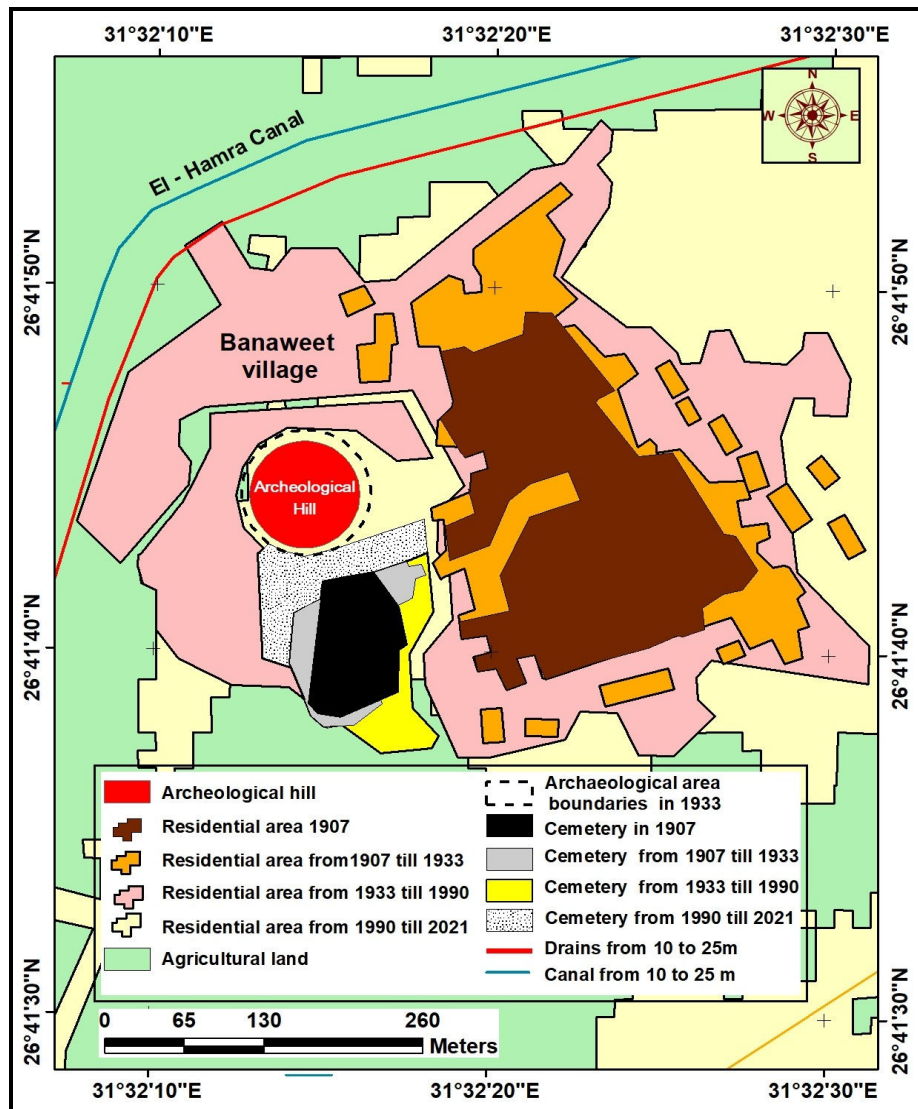 31°32'10"E
31°32'20"E
31°32'30"E
N
W
E
S
El - Hamra Canal
26°41'50"N
26°41'50"N
Banaweet
village
Archeological
Hill
26°41'40"N
26°41'40"N
Archeological hill
Residential area 1907
Residential area from1907 till 1933
Residential area from 1933 till 1990
Residential area from 1990 till 2021
Agricultural land
Archaeological area
boundaries in 1933
Cemetery in 1907
Cemetery from 1907 till 1933
Cemetery from 1933 till 1990
Cemetery from 1990 till 2021
Drains from 10 to 25m
Canal from 10 to 25 m
26°41'30"N
26°41'30"N
0 65 130 260
Meters
31°32'10"E
31°32'20"E
31°32'30"E